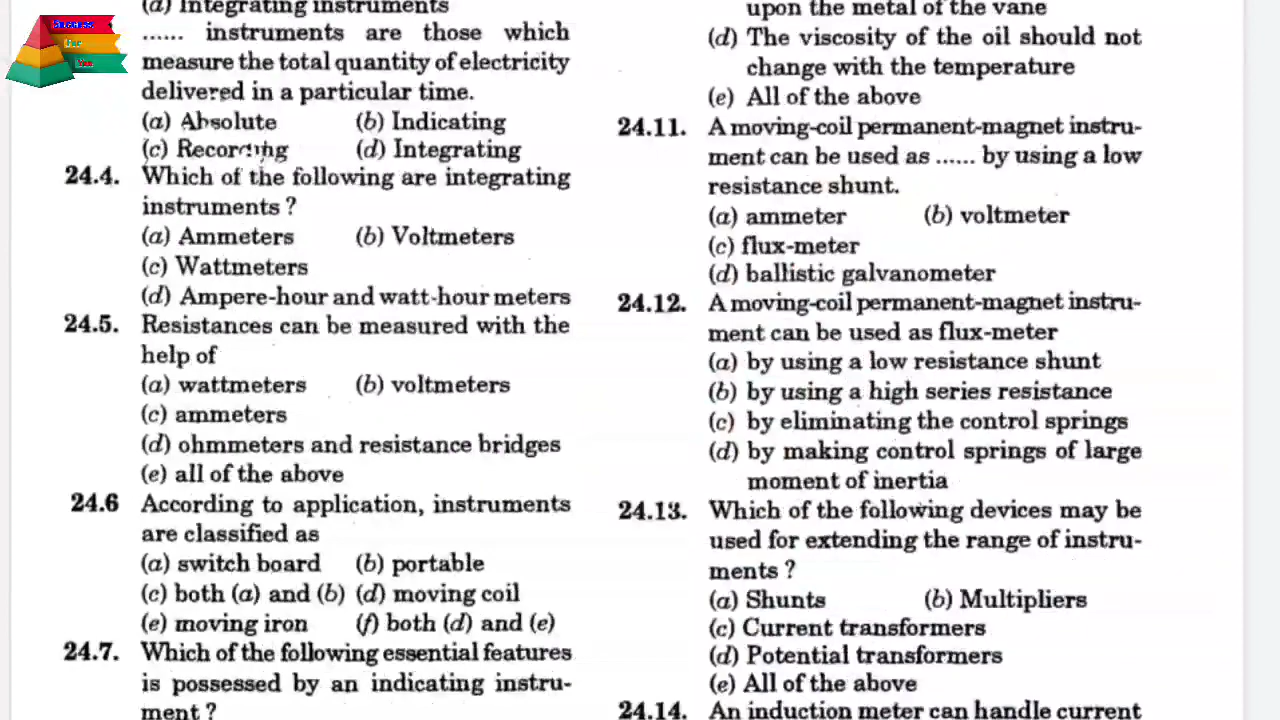 Success
For
You
(d) Integrating instruments
...... instruments are those which
measure the total quantity of electricity
delivered in a particular time.
(a) Absolute (b) Indicating
(c) Recording (d) Integrating
24.4. Which of the following are integrating
instruments ?
(a) Ammeters (b) Voltmeters
(c) Wattmeters
(d) Ampere-hour and watt-hour meters
24.5. Resistances can be measured with the
help of
(a) wattmeters (b) voltmeters
(c) ammeters
(d) ohmmeters and resistance bridges
(e) all of the above
24.6 According to application, instruments
are classified as
(a) switch board (b) portable
(c) both (a) and (b) (d) moving coil
(e) moving iron (f) both (d) and (e)
24.7. Which of the following essential features
is possessed by an indicating instru-
ment ?
upon the metal of the vane
(d) The viscosity of the oil should not
change with the temperature
(e) All of the above
24.11. A moving-coil permanent-magnet instru-
ment can be used as ...... by using a low
resistance shunt.
(a) ammeter (b) voltmeter
(c) flux-meter
(d) ballistic galvanometer
24.12. A moving-coil permanent-magnet instru-
ment can be used as flux-meter
(a) by using a low resistance shunt
(b) by using a high series resistance
(c) by eliminating the control springs
(d) by making control springs of large
moment of inertia
24.13. Which of the following devices may be
used for extending the range of instru-
ments ?
(a) Shunts (b) Multipliers
(c) Current transformers
(d) Potential transformers
(e) All of the above
24.14. An induction meter can handle current